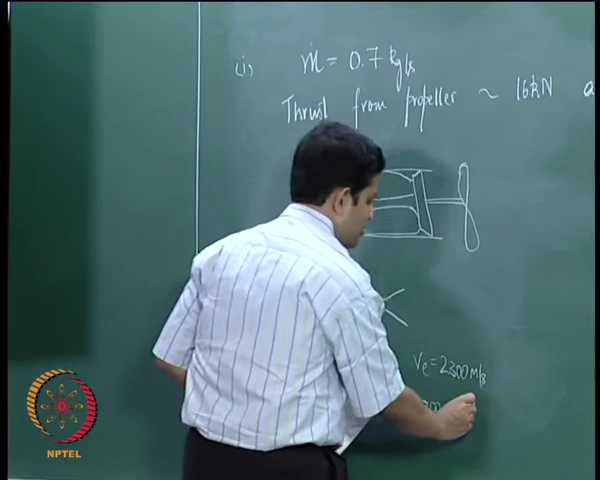 (i) ṁ = 0.7 kg/s
Thrust from propeller ~ 16kN
Ve = 2300 m/s
NPTEL